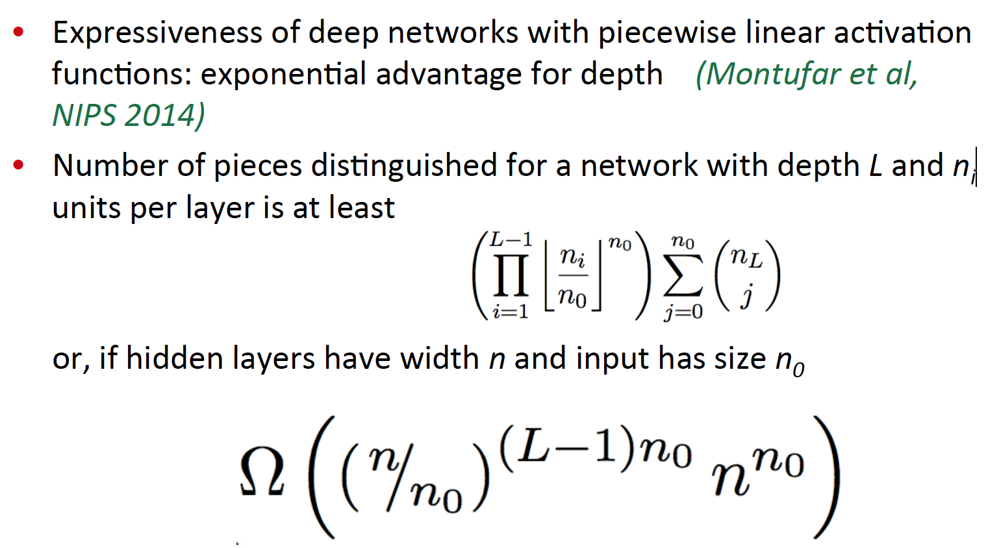 • Expressiveness of deep networks with piecewise linear activation
functions: exponential advantage for depth (Montufar et al,
NIPS 2014)
• Number of pieces distinguished for a network with depth L and nᵢ
units per layer is at least
$\left( \prod_{i=1}^{L-1} \left\lfloor \frac{n_i}{n_0} \right\rfloor^{n_0} \right) \sum_{j=0}^{n_0} \binom{n_L}{j}$
or, if hidden layers have width n and input has size n₀
$\Omega \left( \left( {n}/{n_0} \right)^{(L-1)n_0} n^{n_0} \right)$